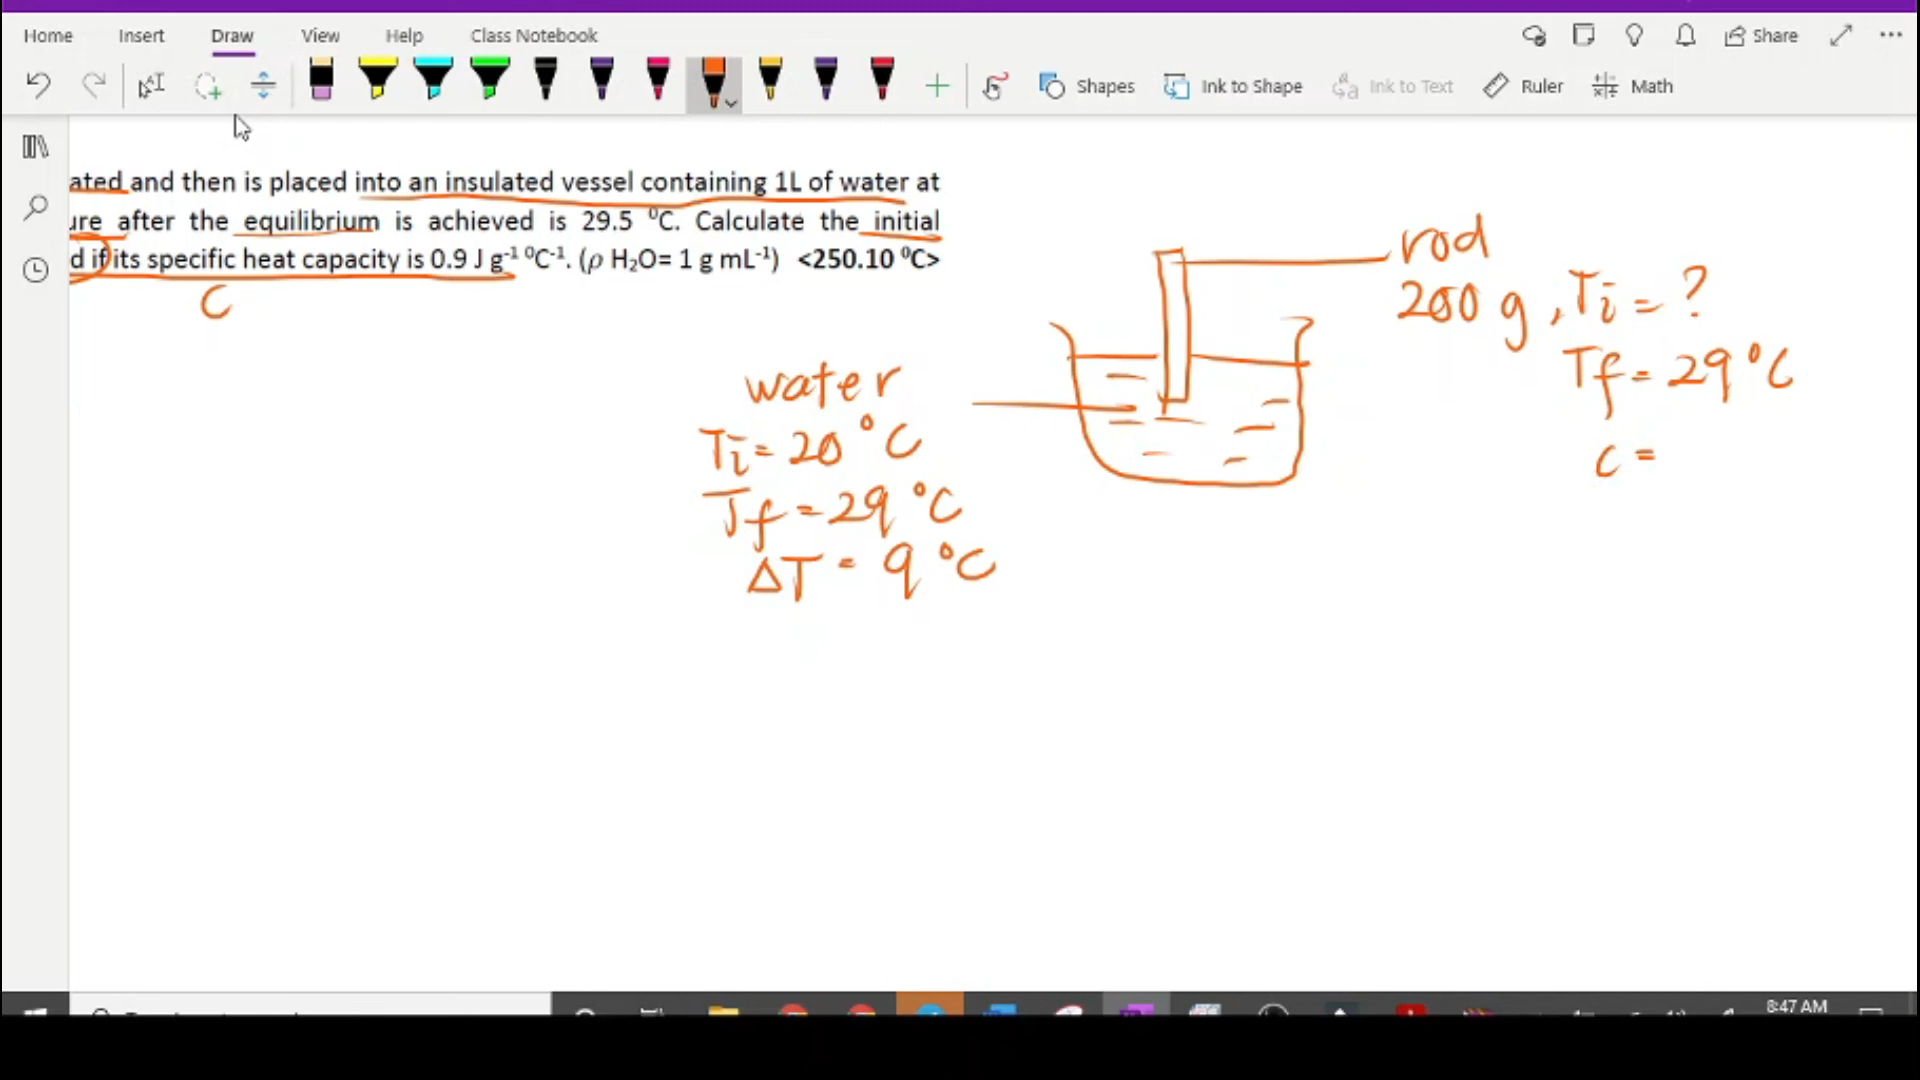 Home Insert Draw View Help Class Notebook Share
Shapes Ink to Shape Ink to Text Ruler Math
ated and then is placed into an insulated vessel containing 1L of water at
ure after the equilibrium is achieved is 29.5 ⁰C. Calculate the initial
d if its specific heat capacity is 0.9 J g⁻¹ ⁰C⁻¹. (ρ H₂O= 1 g mL⁻¹) <250.10 ⁰C>
C
rod
200 g , Ti = ?
Tf = 29 °C
c =
water
Ti = 20 °C
Tf = 29 °C
ΔT = 9 °C
8:47 AM